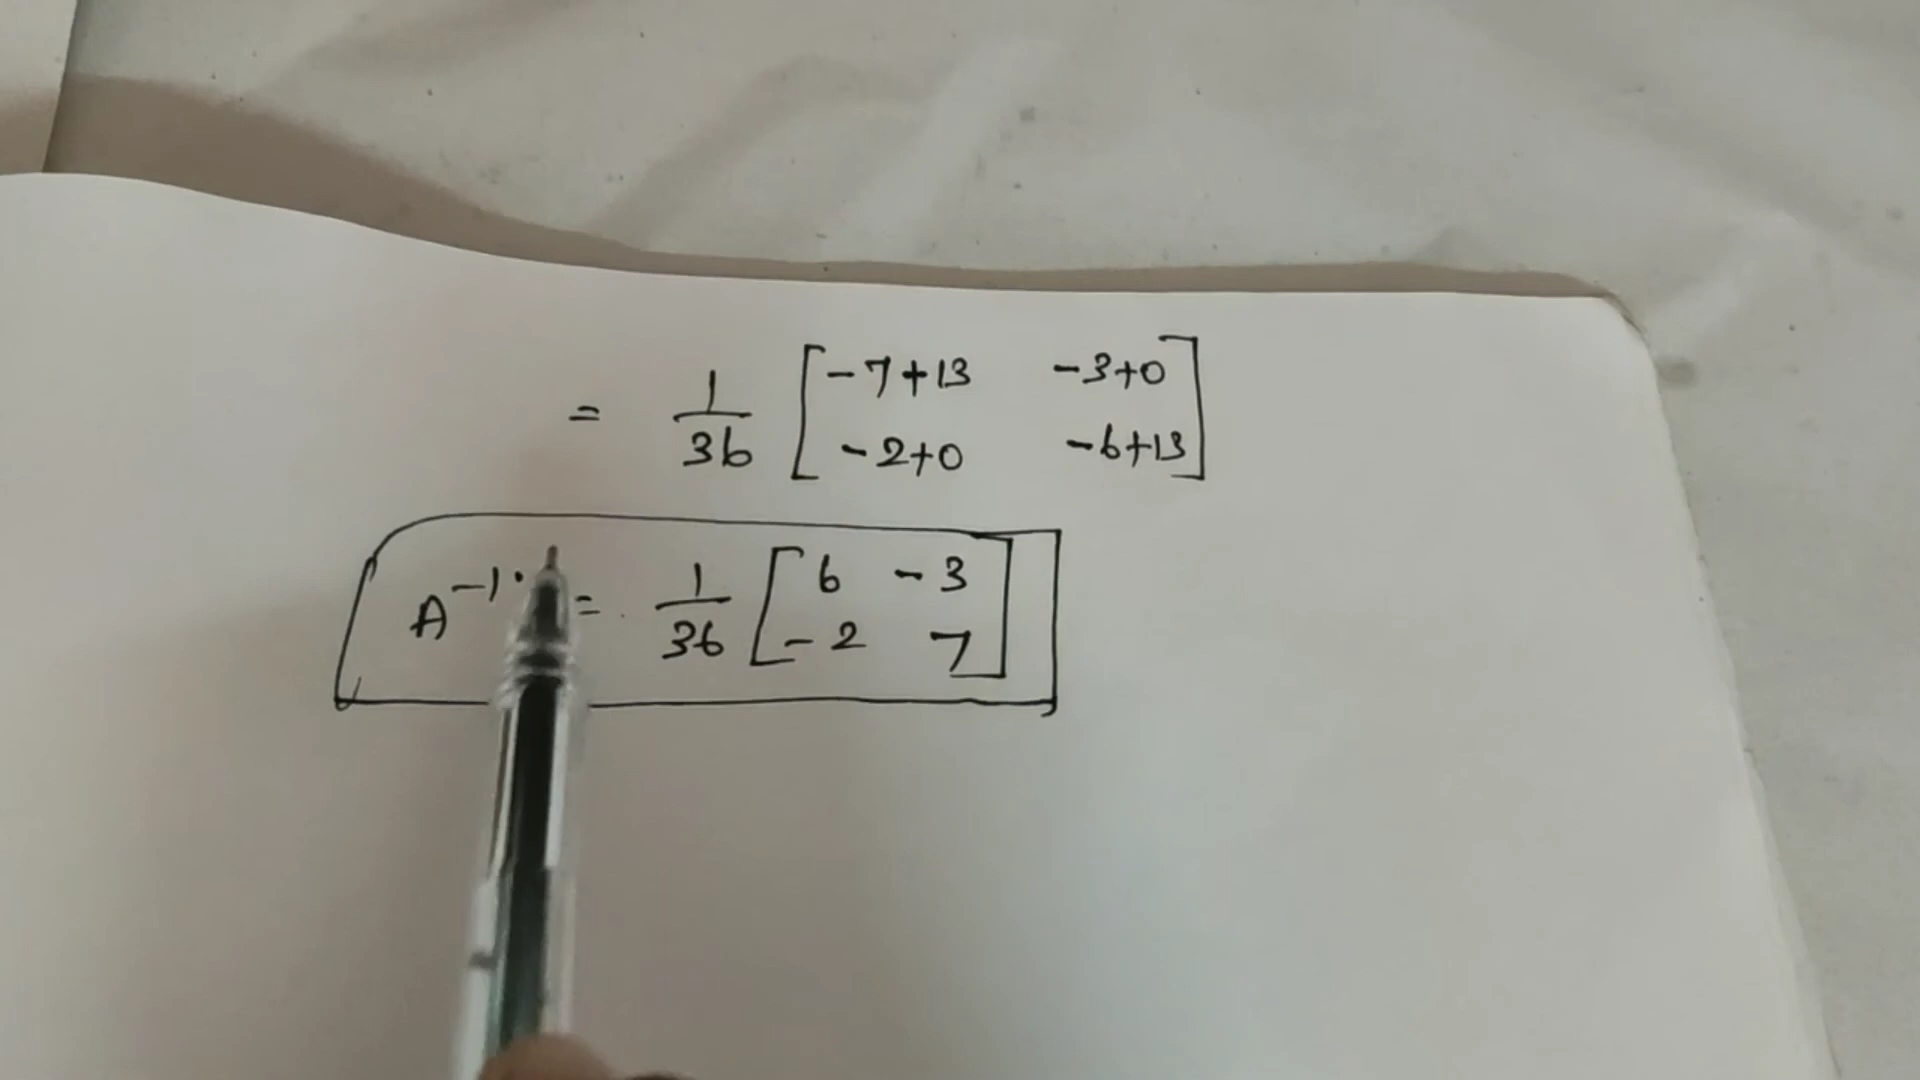 = 1/36 [ -7+13 -3+0
-2+0 -6+13 ]
A⁻¹ = 1/36 [ 6 -3
-2 7 ]